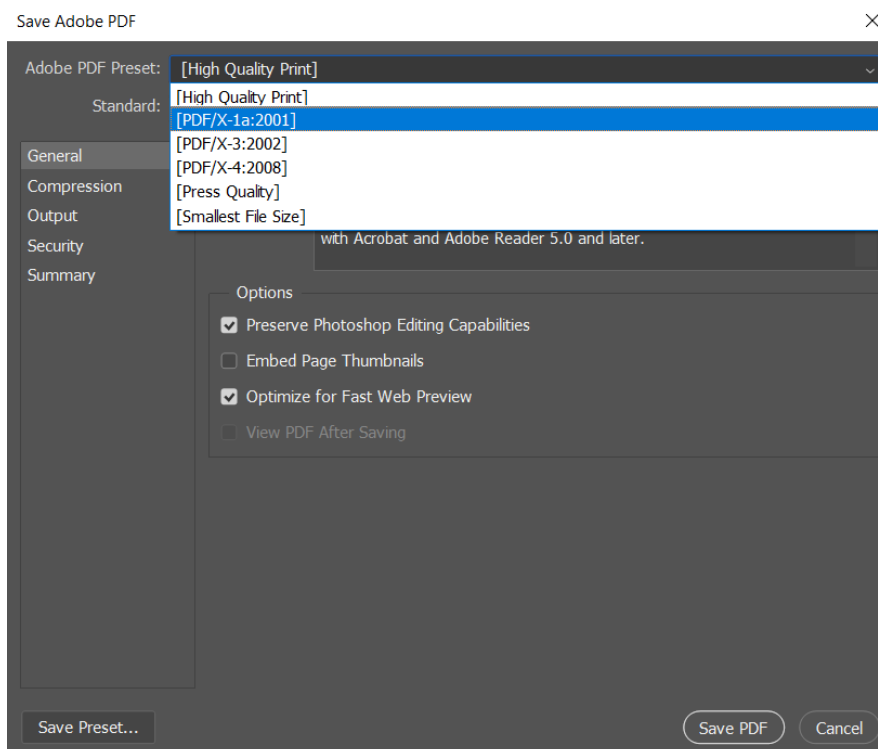 Save Adobe PDF
Adobe PDF Preset: [High Quality Print]
Standard:
[High Quality Print]
[PDF/X-1a:2001]
[PDF/X-3:2002]
[PDF/X-4:2008]
[Press Quality]
[Smallest File Size]
General
Compression
Output
Security
Summary
with Acrobat and Adobe Reader 5.0 and later.
Options
Preserve Photoshop Editing Capabilities
Embed Page Thumbnails
Optimize for Fast Web Preview
View PDF After Saving
Save Preset...
Save PDF
Cancel